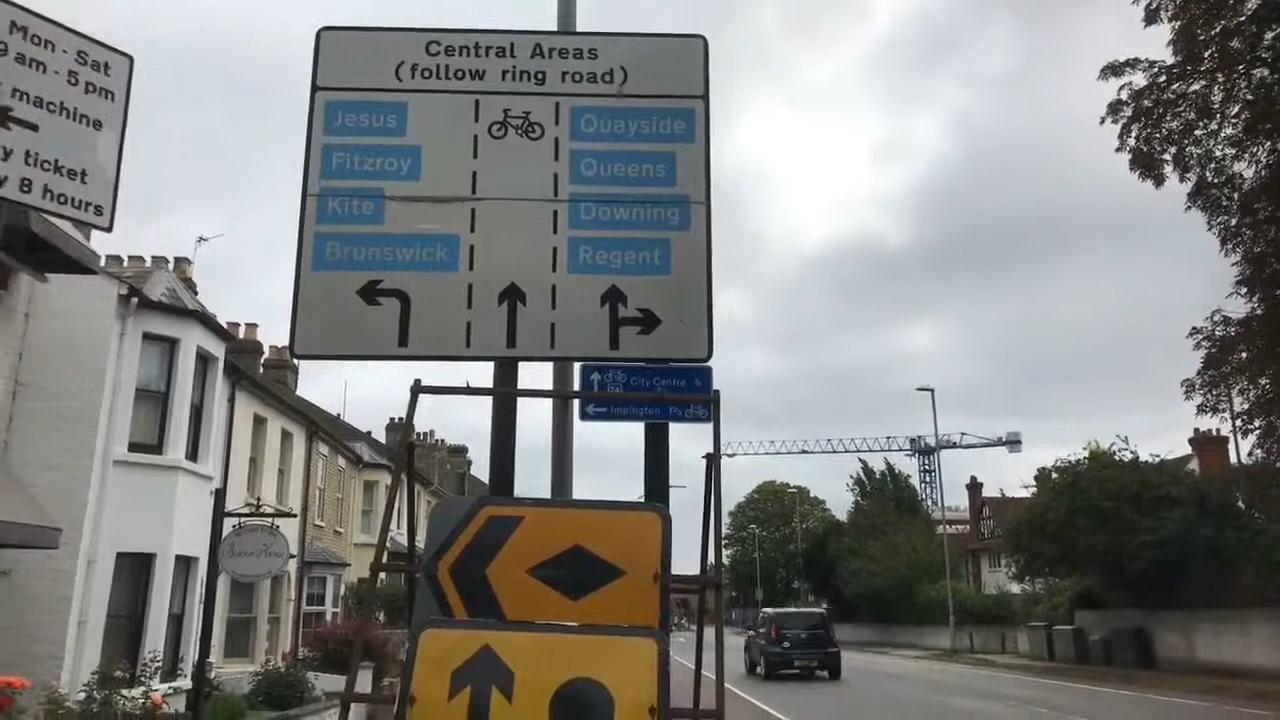 Mon - Sat
9 am - 5 pm
machine
y ticket
y 8 hours
Central Areas
(follow ring road)
Jesus
Fitzroy
Kite
Brunswick
Quayside
Queens
Downing
Regent
City Centre
Impington